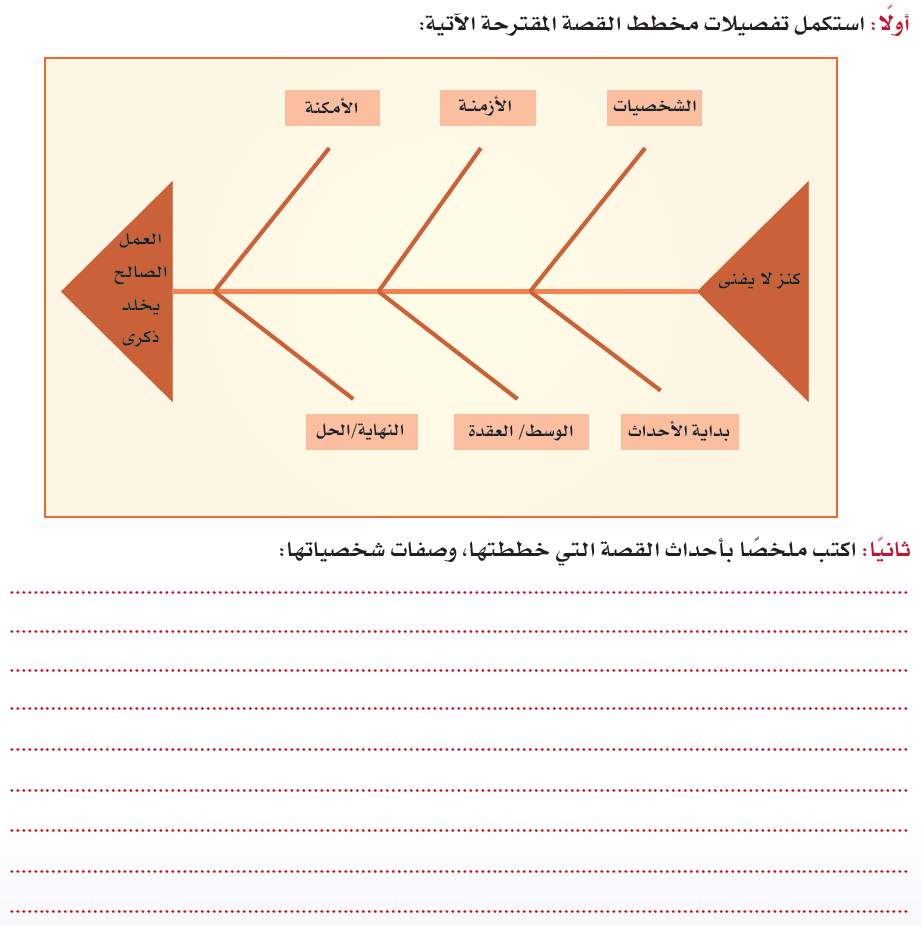 أولًا: استكمل تفصيلات مخطط القصة المقترحة الآتية:
الشخصيات
الأزمنـة
الأمكنة
كنز لا يفنى
العمل
الصالح
يخلد
ذكرى
بداية الأحداث
الوسط/ العقدة
النهاية/الحل
ثانيًا: اكتب ملخصًا بأحداث القصة التي خططتها، وصفات شخصياتها: